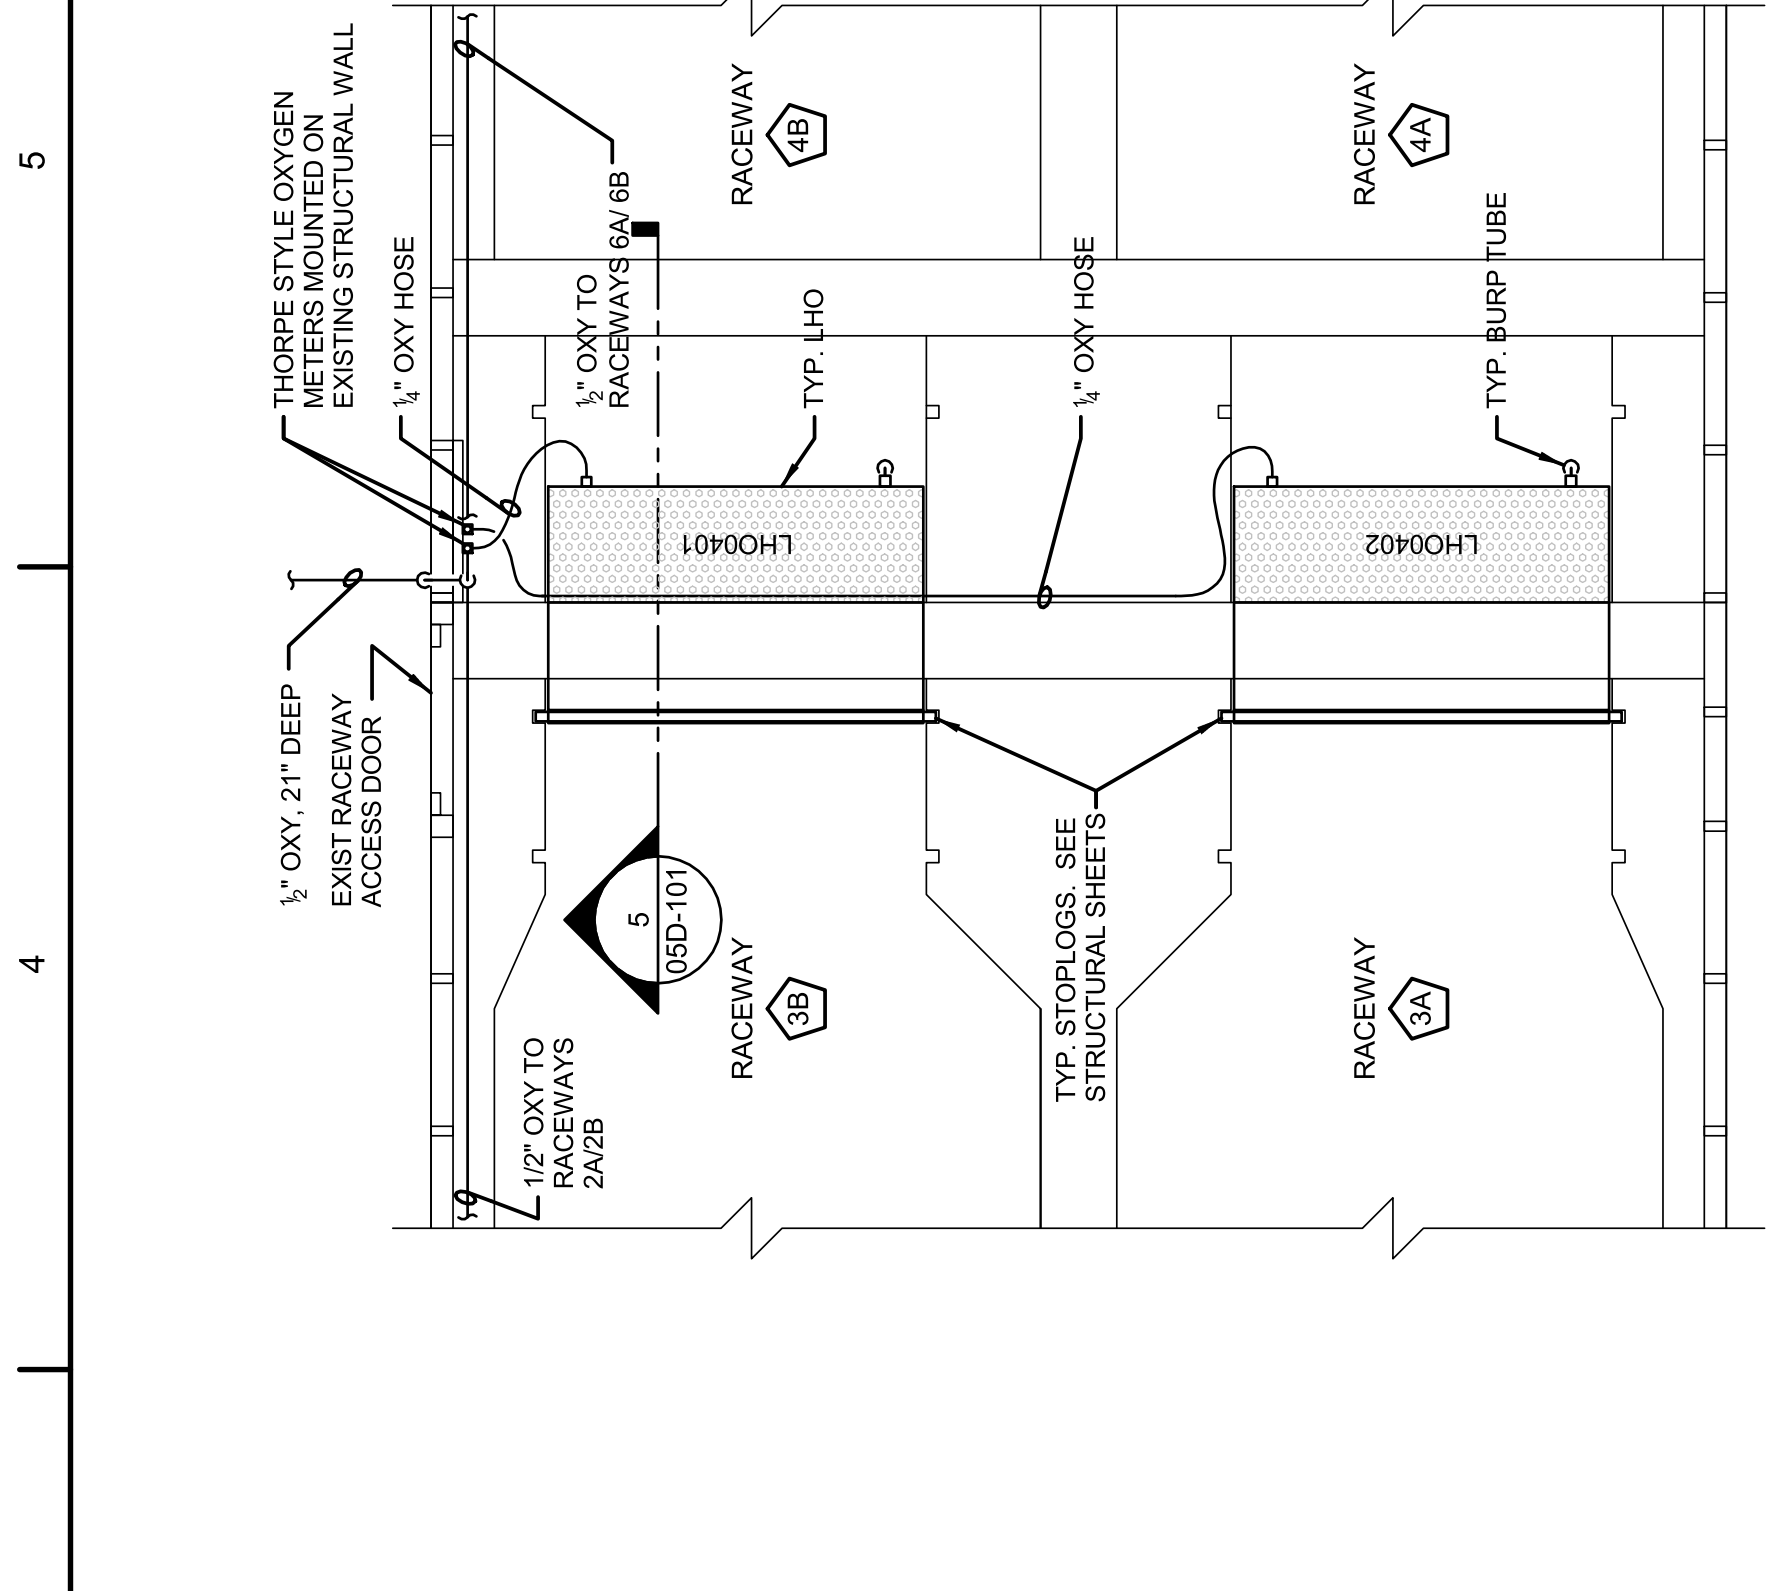 5
4
THORPE STYLE OXYGEN
METERS MOUNTED ON
EXISTING STRUCTURAL WALL
¼" OXY HOSE
½" OXY TO
RACEWAYS 6A/ 6B
RACEWAY
4B
RACEWAY
4A
TYP. LHO
¼" OXY HOSE
TYP. BURP TUBE
LHO0401
LHO0402
½" OXY, 21" DEEP
EXIST RACEWAY
ACCESS DOOR
5
05D-101
TYP. STOPLOGS. SEE
STRUCTURAL SHEETS
RACEWAY
3B
RACEWAY
3A
1/2" OXY TO
RACEWAYS
2A/2B